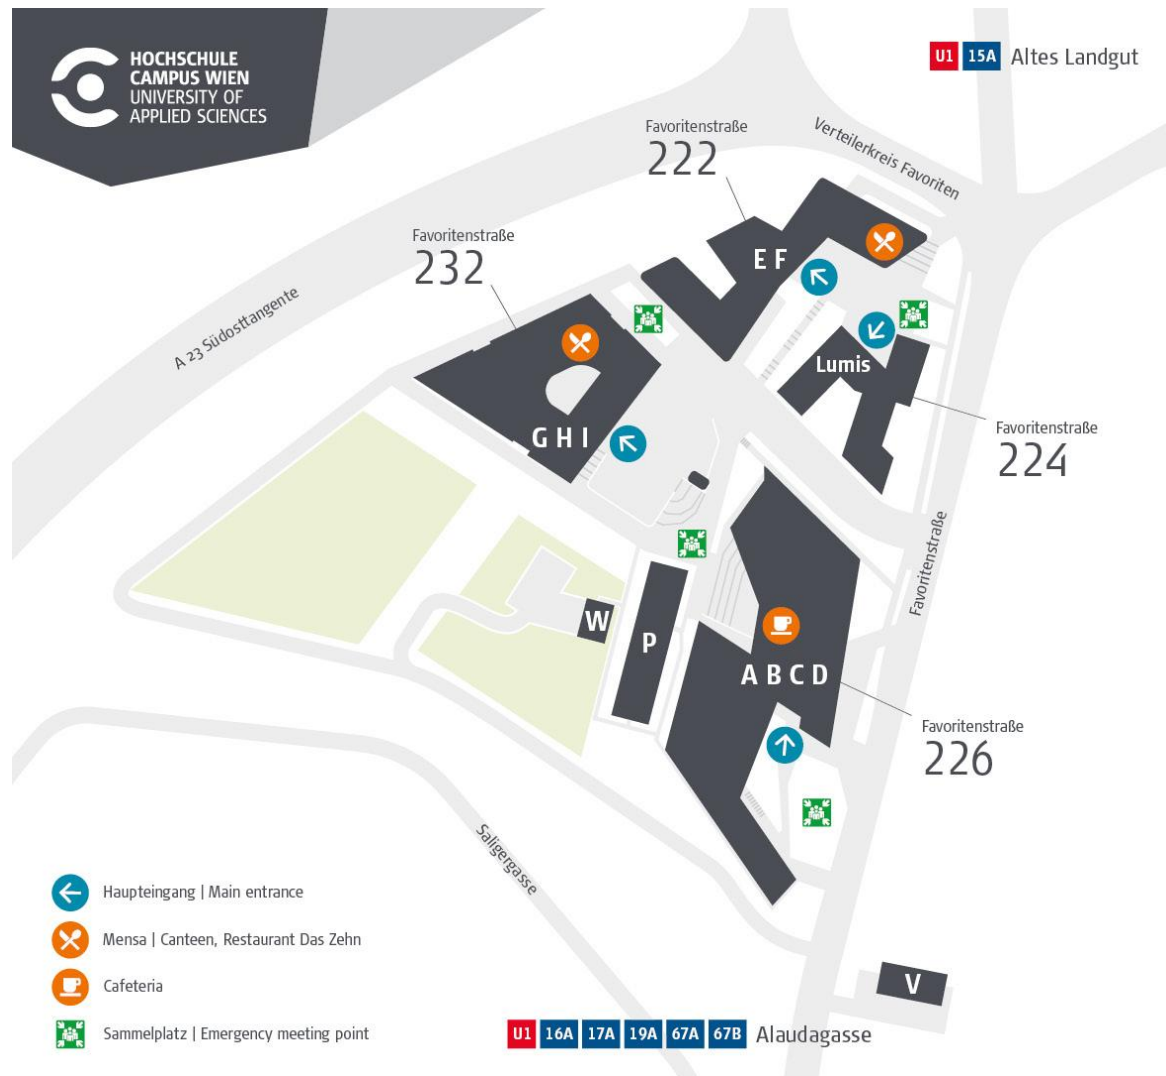 HOCHSCHULE
CAMPUS WIEN
UNIVERSITY OF
APPLIED SCIENCES
U1 15A Altes Landgut
Favoritenstraße
222
Verteilerkreis Favoriten
Favoritenstraße
232
E F
A 23 Südosttangente
Lumis
G H I
Favoritenstraße
224
Favoritenstraße
W
P
A B C D
Favoritenstraße
226
Saligergasse
Haupteingang | Main entrance
Mensa | Canteen, Restaurant Das Zehn
Cafeteria
Sammelplatz | Emergency meeting point
V
U1 16A 17A 19A 67A 67B Alaudagasse